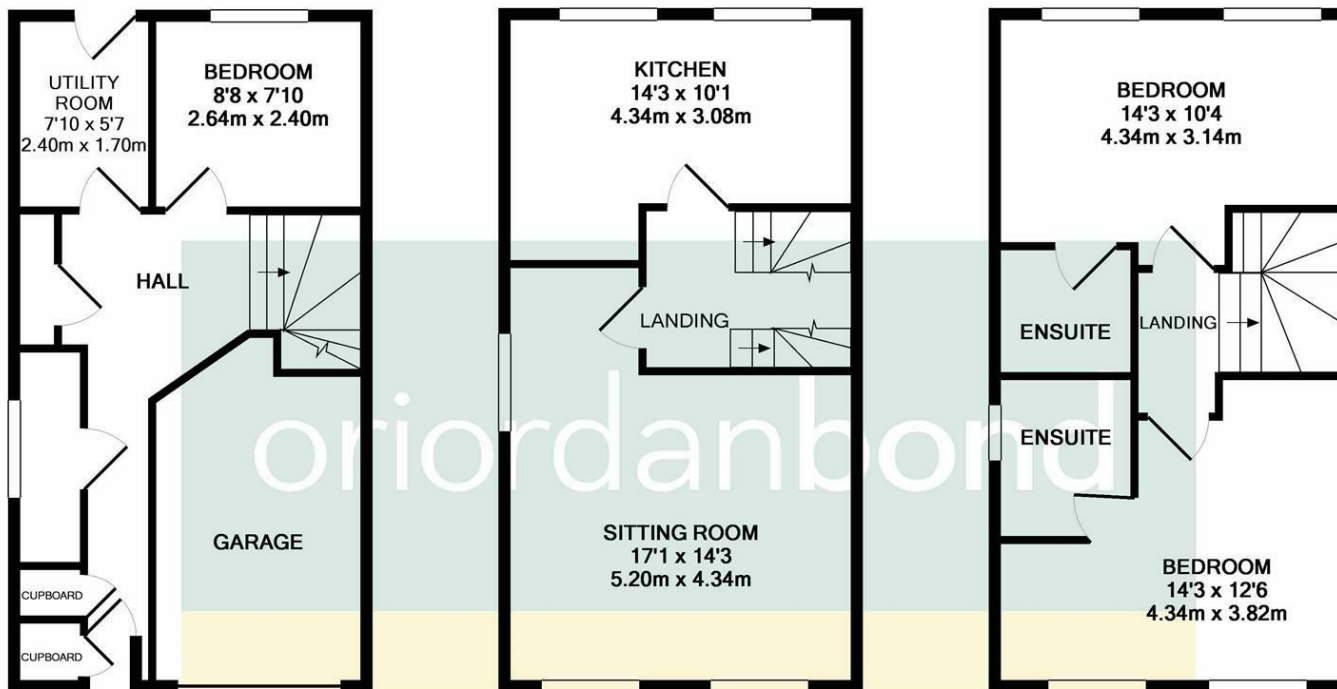 UTILITY
ROOM
7'10 x 5'7
2.40m x 1.70m
BEDROOM
8'8 x 7'10
2.64m x 2.40m
HALL
GARAGE
CUPBOARD
CUPBOARD
KITCHEN
14'3 x 10'1
4.34m x 3.08m
LANDING
SITTING ROOM
17'1 x 14'3
5.20m x 4.34m
BEDROOM
14'3 x 10'4
4.34m x 3.14m
ENSUITE
LANDING
ENSUITE
BEDROOM
14'3 x 12'6
4.34m x 3.82m
oriordanbond